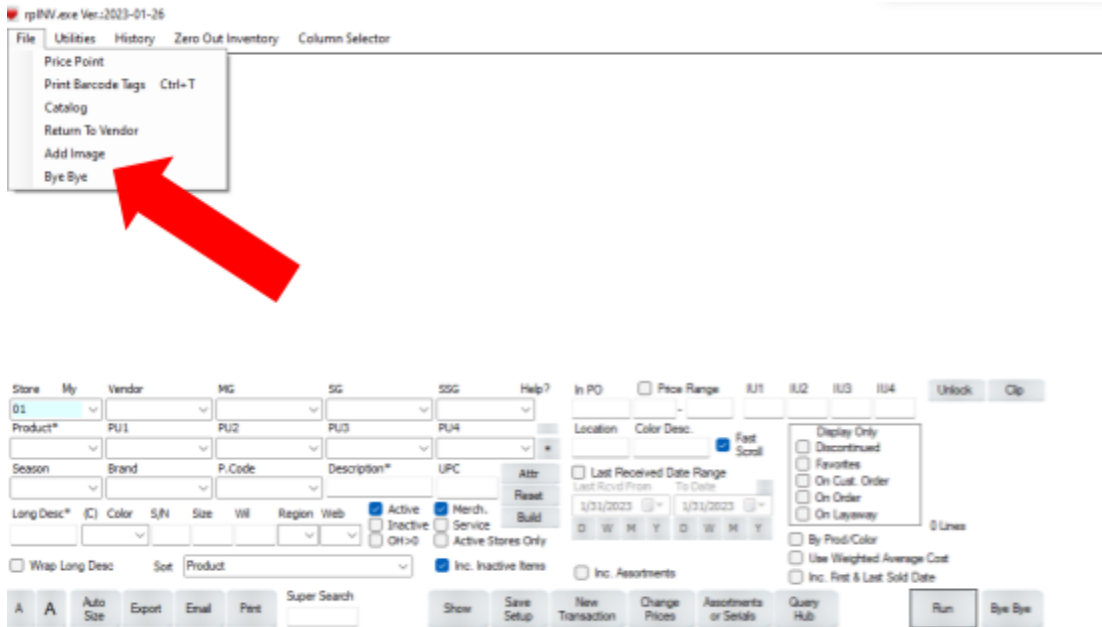 rpINV.exe Ver.:2023-01-26
File Utilities History Zero Out Inventory Column Selector
Price Point
Print Barcode Tags Ctrl+T
Catalog
Return To Vendor
Add Image
Bye Bye
Store My Vendor MG SG SSG Help? In PO Price Range IU1 IU2 IU3 IU4 Unlock Clip
01 -
Product* PU1 PU2 PU3 PU4 Location Color Desc. Fast Scroll Display Only
* Discontinued
Season Brand P.Code Description* UPC Attr Last Received Date Range Favorites
Last Rcvd From To Date On Cust. Order
Reset 1/31/2023 1/31/2023 On Order
Long Desc* (C) Color S/N Size Wil Region Web Active Merch. Build D W M Y D W M Y On Layaway
Inactive Service 0 Lines
OH>0 Active Stores Only By Prod/Color
Wrap Long Desc Sort Product Inc. Inactive Items Inc. Assortments Use Weighted Average Cost
Inc. First & Last Sold Date
A A Auto Size Export Email Print Super Search Show Save Setup New Transaction Change Prices Assortments or Serials Query Hub Run Bye Bye